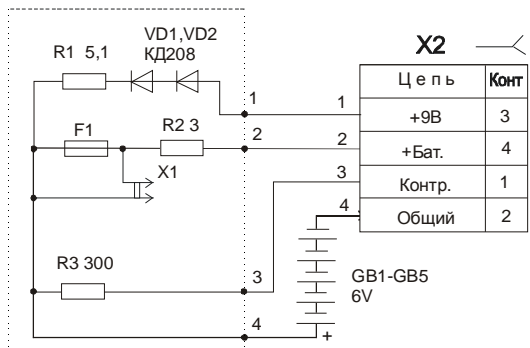 VD1,VD2
R1 5,1
КД208
X2
Цепь Конт
1
1
+9В 3
F1
R2 3
2
2
+Бат. 4
X1
3
Контр. 1
4
Общий 2
R3 300
3
GB1-GB5
6V
4
+